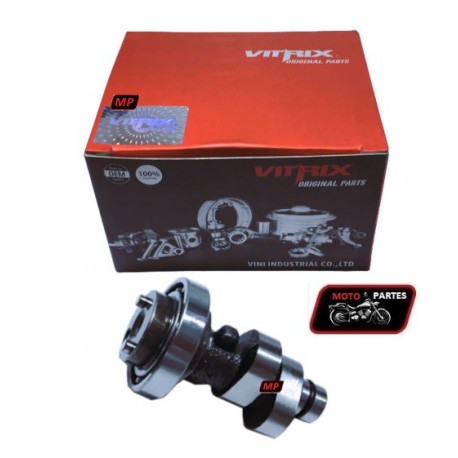 VITRIX
ORIGINAL PARTS
MP
VITRIX
VITRIX
ORIGINAL PARTS
OEM
100%
VINI INDUSTRIAL CO.,LTD
MOTO PARTES
MP